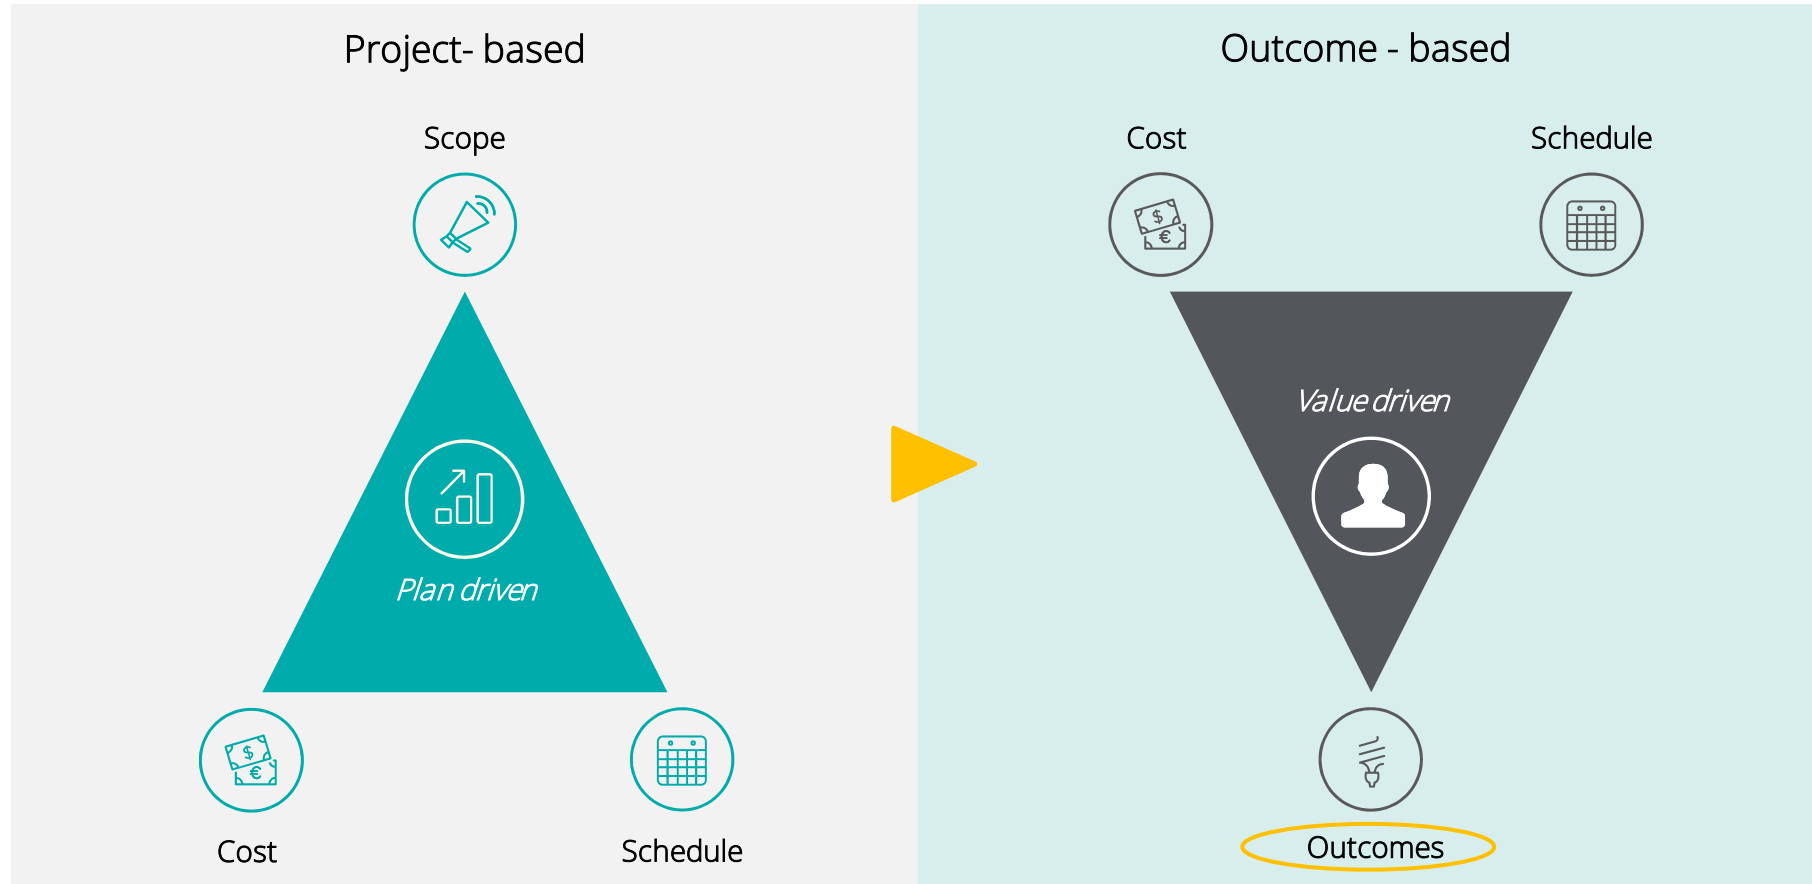 Project- based
Scope
Plan driven
Cost
Schedule
Outcome - based
Cost
Schedule
Value driven
Outcomes
$
€
$
€